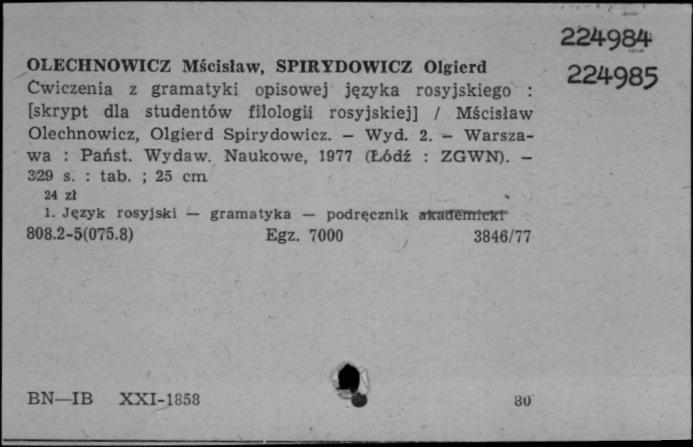 224984
224985
OLECHNOWICZ Mścisław, SPIRYDOWICZ Olgierd
Ćwiczenia z gramatyki opisowej języka rosyjskiego :
[skrypt dla studentów filologii rosyjskiej] / Mścisław
Olechnowicz, Olgierd Spirydowicz. — Wyd. 2. — Warsza-
wa : Państ. Wydaw. Naukowe, 1977 (Łódź : ZGWN). —
329 s. : tab. ; 25 cm
24 zł
1. Język rosyjski — gramatyka — podręcznik akademicki
808.2-5(075.8) Egz. 7000 3846/77
BN—IB XXI-1858 80